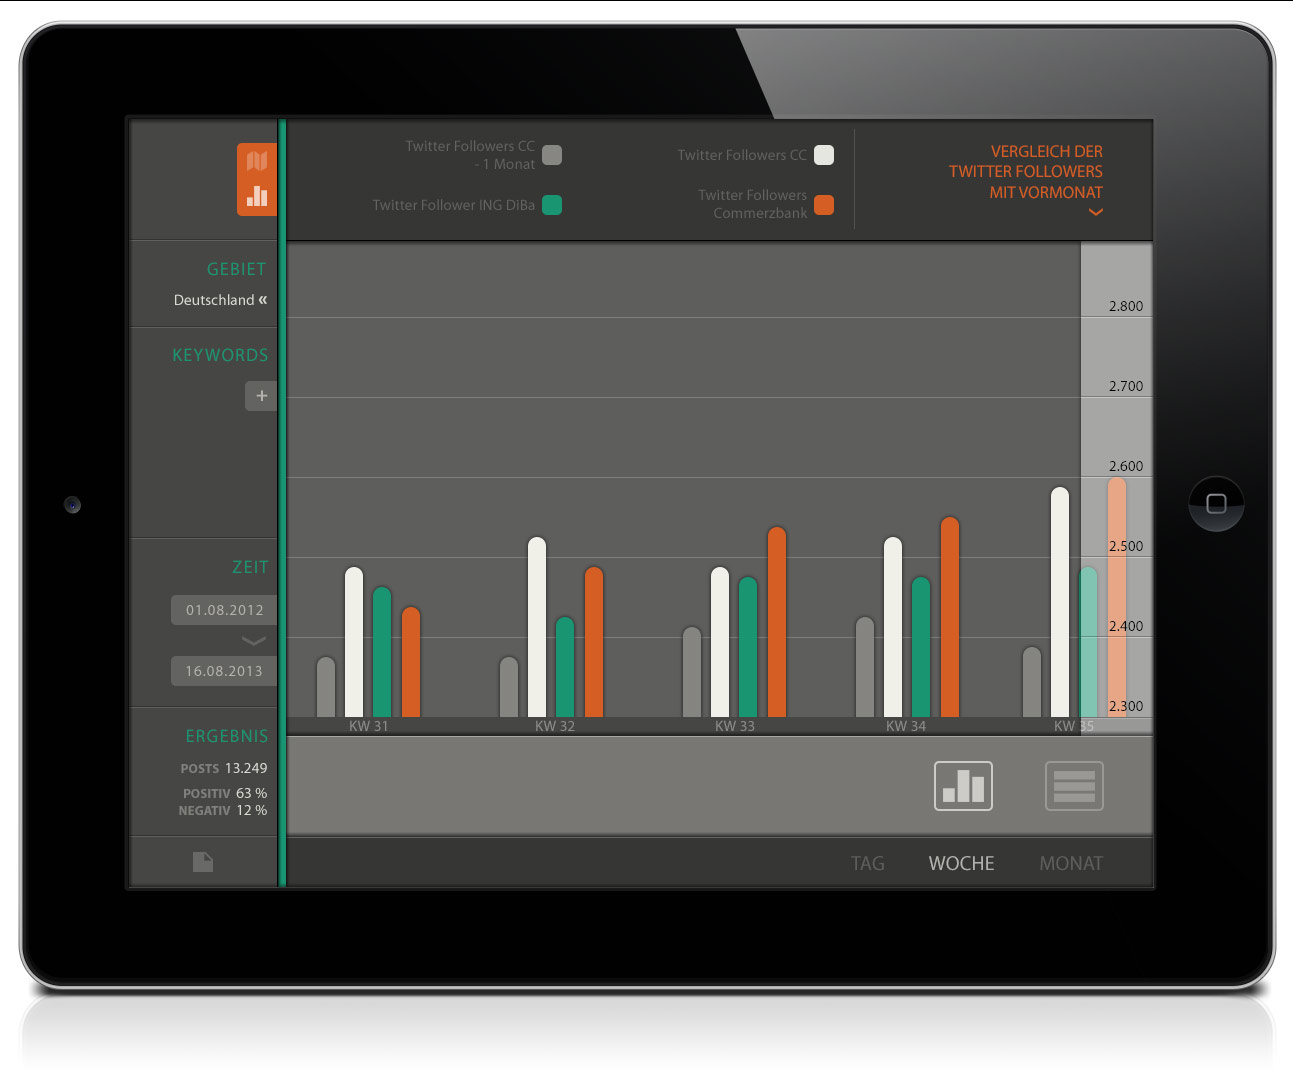 Twitter Followers CC
- 1 Monat
Twitter Followers CC
Twitter Follower ING DIBa
Twitter Followers
Commerzbank
VERGLEICH DER
TWITTER FOLLOWERS
MIT VORMONAT
GEBIET
Deutschland «
KEYWORDS
+
ZEIT
01.08.2012
16.08.2013
ERGEBNIS
POSTS 13.249
POSITIV 63 %
NEGATIV 12 %
2.800
2.700
2.600
2.500
2.400
2.300
KW 31
KW 32
KW 33
KW 34
KW 35
TAG
WOCHE
MONAT